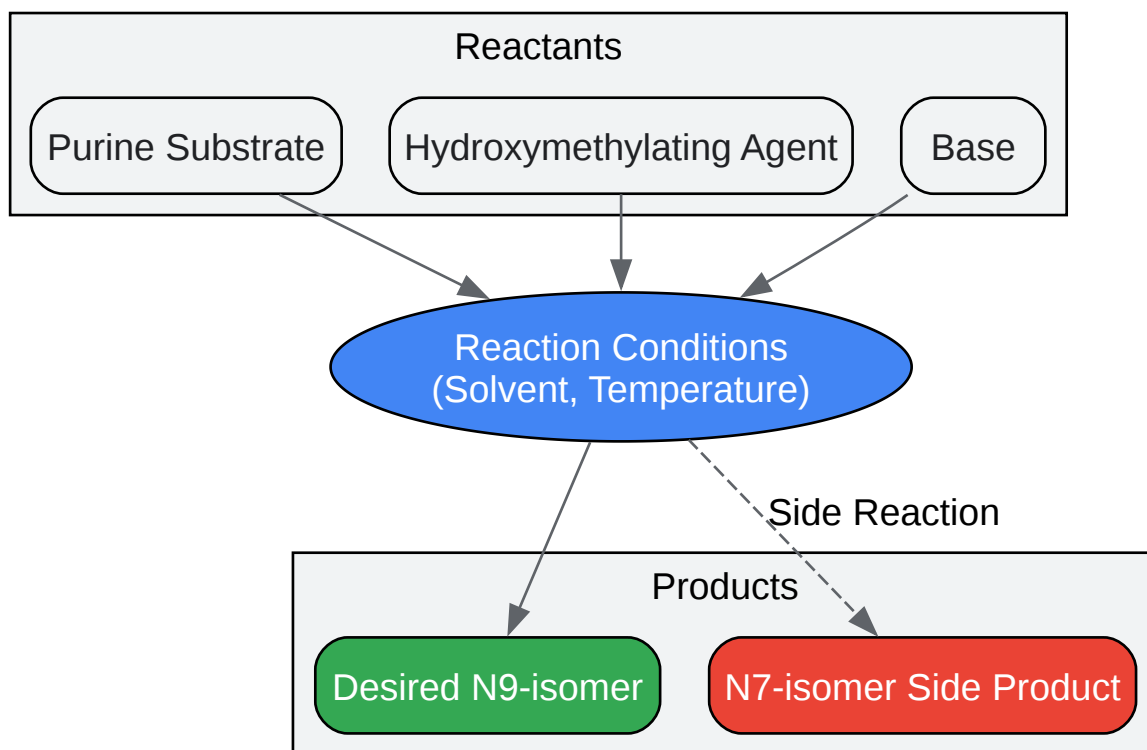 Reactants
Purine Substrate
Hydroxymethylating Agent
Base
Reaction Conditions
(Solvent, Temperature)
Side Reaction
Products
Desired N9-isomer
N7-isomer Side Product